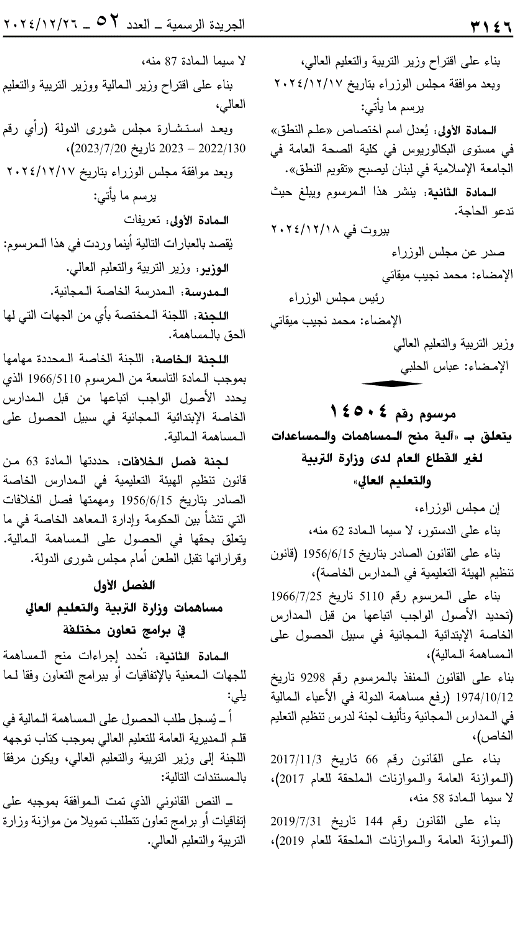 ٣١٤٦
الجريدة الرسمية ــ العدد ٥٢ ــ ٢٠٢٤/١٢/٢٦
بناء على اقتراح وزير التربية والتعليم العالي،
وبعد موافقة مجلس الوزراء بتاريخ ٢٠٢٤/١٢/١٧
يرسم ما يأتي:
المادة الأولى: يُعدل اسم اختصاص «علم النطق»
في مستوى البكالوريوس في كلية الصحة العامة في
الجامعة الإسلامية في لبنان ليصبح «تقويم النطق».
المادة الثانية: ينشر هذا المرسوم ويبلغ حيث
تدعو الحاجة.
بيروت في ٢٠٢٤/١٢/١٨
صدر عن مجلس الوزراء
الإمضاء: محمد نجيب ميقاتي
رئيس مجلس الوزراء
الإمضاء: محمد نجيب ميقاتي
وزير التربية والتعليم العالي
الإمضاء: عباس الحلبي
مرسوم رقم ١٤٥٠٤
يتعلق بـ «آلية منح المساهمات والمساعدات
لغير القطاع العام لدى وزارة التربية
والتعليم العالي»
إن مجلس الوزراء،
بناء على الدستور، لا سيما المادة 62 منه،
بناء على القانون الصادر بتاريخ 1956/6/15 (قانون
تنظيم الهيئة التعليمية في المدارس الخاصة)،
بناء على المرسوم رقم 5110 تاريخ 1966/7/25
(تحديد الأصول الواجب اتباعها من قبل المدارس
الخاصة الإبتدائية المجانية في سبيل الحصول على
المساهمة المالية)،
بناء على القانون المنفذ بالمرسوم رقم 9298 تاريخ
1974/10/12 (رفع مساهمة الدولة في الأعباء المالية
في المدارس المجانية وتأليف لجنة لدرس تنظيم التعليم
الخاص)،
بناء على القانون رقم 66 تاريخ 2017/11/3
(الموازنة العامة والموازنات الملحقة للعام 2017)،
لا سيما المادة 58 منه،
بناء على القانون رقم 144 تاريخ 2019/7/31
(الموازنة العامة والموازنات الملحقة للعام 2019)،
لا سيما المادة 87 منه،
بناء على اقتراح وزير المالية ووزير التربية والتعليم
العالي،
وبعد استشارة مجلس شورى الدولة (رأي رقم
2022/130 – 2023 تاريخ 2023/7/20)،
وبعد موافقة مجلس الوزراء بتاريخ ٢٠٢٤/١٢/١٧
يرسم ما يأتي:
المادة الأولى: تعريفات
يُقصد بالعبارات التالية أينما وردت في هذا المرسوم:
الوزير: وزير التربية والتعليم العالي.
المدرسة: المدرسة الخاصة المجانية.
اللجنة: اللجنة المختصة بأي من الجهات التي لها
الحق بالمساهمة.
اللجنة الخاصة: اللجنة الخاصة المحددة مهامها
بموجب المادة التاسعة من المرسوم 1966/5110 الذي
يحدد الأصول الواجب اتباعها من قبل المدارس
الخاصة الإبتدائية المجانية في سبيل الحصول على
المساهمة المالية.
لجنة فصل الخلافات: حددتها المادة 63 من
قانون تنظيم الهيئة التعليمية في المدارس الخاصة
الصادر بتاريخ 1956/6/15 ومهمتها فصل الخلافات
التي تنشأ بين الحكومة وإدارة المعاهد الخاصة في ما
يتعلق بحقها في الحصول على المساهمة المالية.
وقراراتها تقبل الطعن أمام مجلس شورى الدولة.
الفصل الأول
مساهمات وزارة التربية والتعليم العالي
في برامج تعاون مختلفة
المادة الثانية: تُحدد إجراءات منح المساهمة
للجهات المعنية بالإتفاقيات أو ببرامج التعاون وفقا لما
يلي:
أ ــ يُسجل طلب الحصول على المساهمة المالية في
قلم المديرية العامة للتعليم العالي بموجب كتاب توجهه
اللجنة إلى وزير التربية والتعليم العالي، ويكون مرفقا
بالمستندات التالية:
ــ النص القانوني الذي تمت الموافقة بموجبه على
إتفاقيات أو برامج تعاون تتطلب تمويلا من موازنة وزارة
التربية والتعليم العالي.